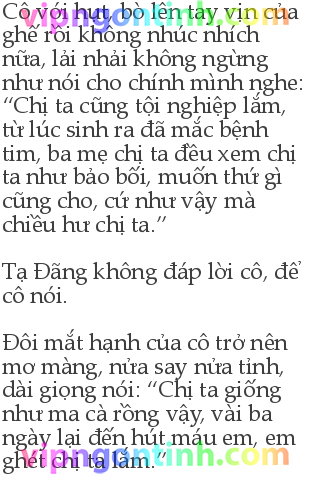 vipngontinh.com
Cô với hụt, bò lên tay vịn của
ghế rồi không nhúc nhích
nữa, lải nhải không ngừng
như nói cho chính mình nghe:
“Chị ta cũng tội nghiệp lắm,
từ lúc sinh ra đã mắc bệnh
tim, ba mẹ chị ta đều xem chị
ta như bảo bối, muốn thứ gì
cũng cho, cứ như vậy mà
chiều hư chị ta.”
Tạ Đãng không đáp lời cô, để
cô nói.
Đôi mắt hạnh của cô trở nên
mơ màng, nửa say nửa tỉnh,
dài giọng nói: “Chị ta giống
như ma cà rồng vậy, vài ba
ngày lại đến hút máu em, em
ghét chị ta lắm.”
vipngontinh.com